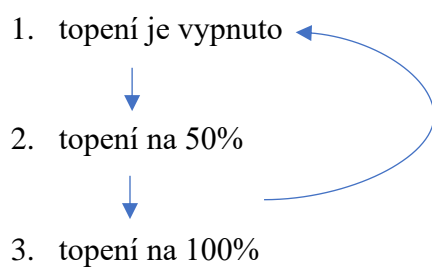 1. topení je vypnuto
2. topení na 50%
3. topení na 100%